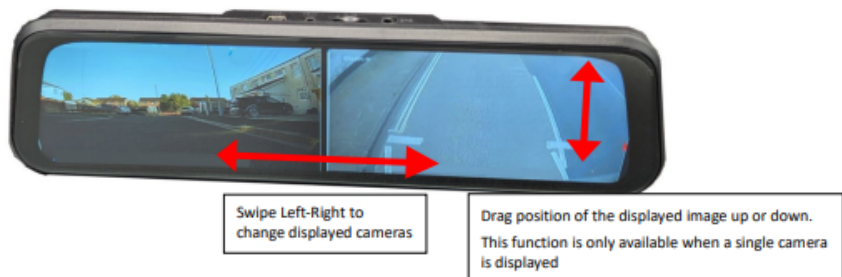 Swipe Left-Right to
change displayed cameras
Drag position of the displayed image up or down.
This function is only available when a single camera
is displayed